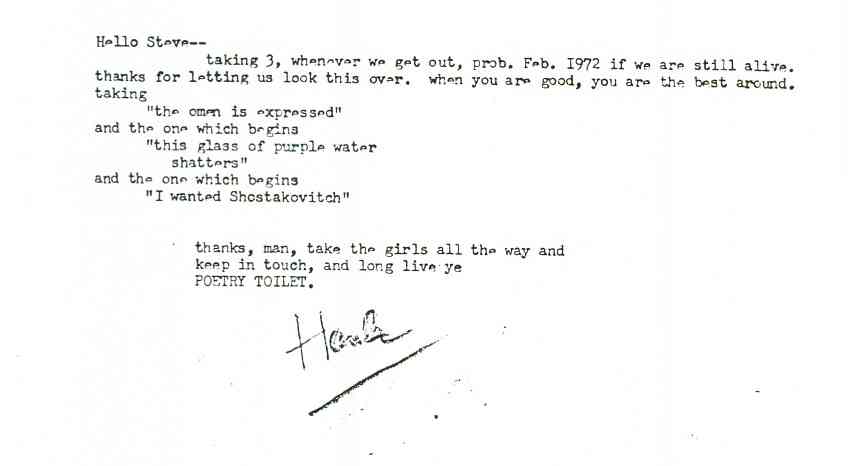 Hello Steve--
taking 3, whenever we get out, prob. Feb. I972 if we are still alive.
thanks for letting us look this over. when you are good, you are the best around.
taking
"the omen is expressed"
and the one which begins
"this glass of purple water
shatters"
and the one which begins
"I wanted Shostakovitch"
thanks, man, take the girls all the way and
keep in touch, and long live ye
POETRY TOILET.
Hank